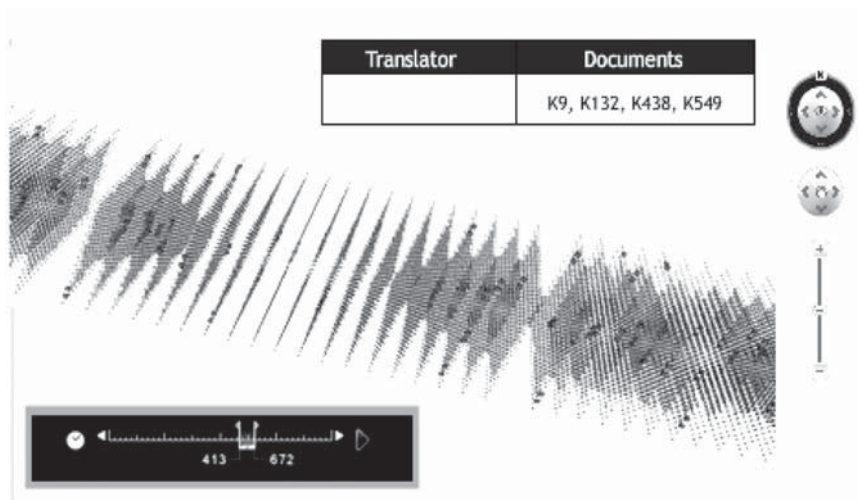 Translator Documents
K9, K132, K438, K549
N
413 672